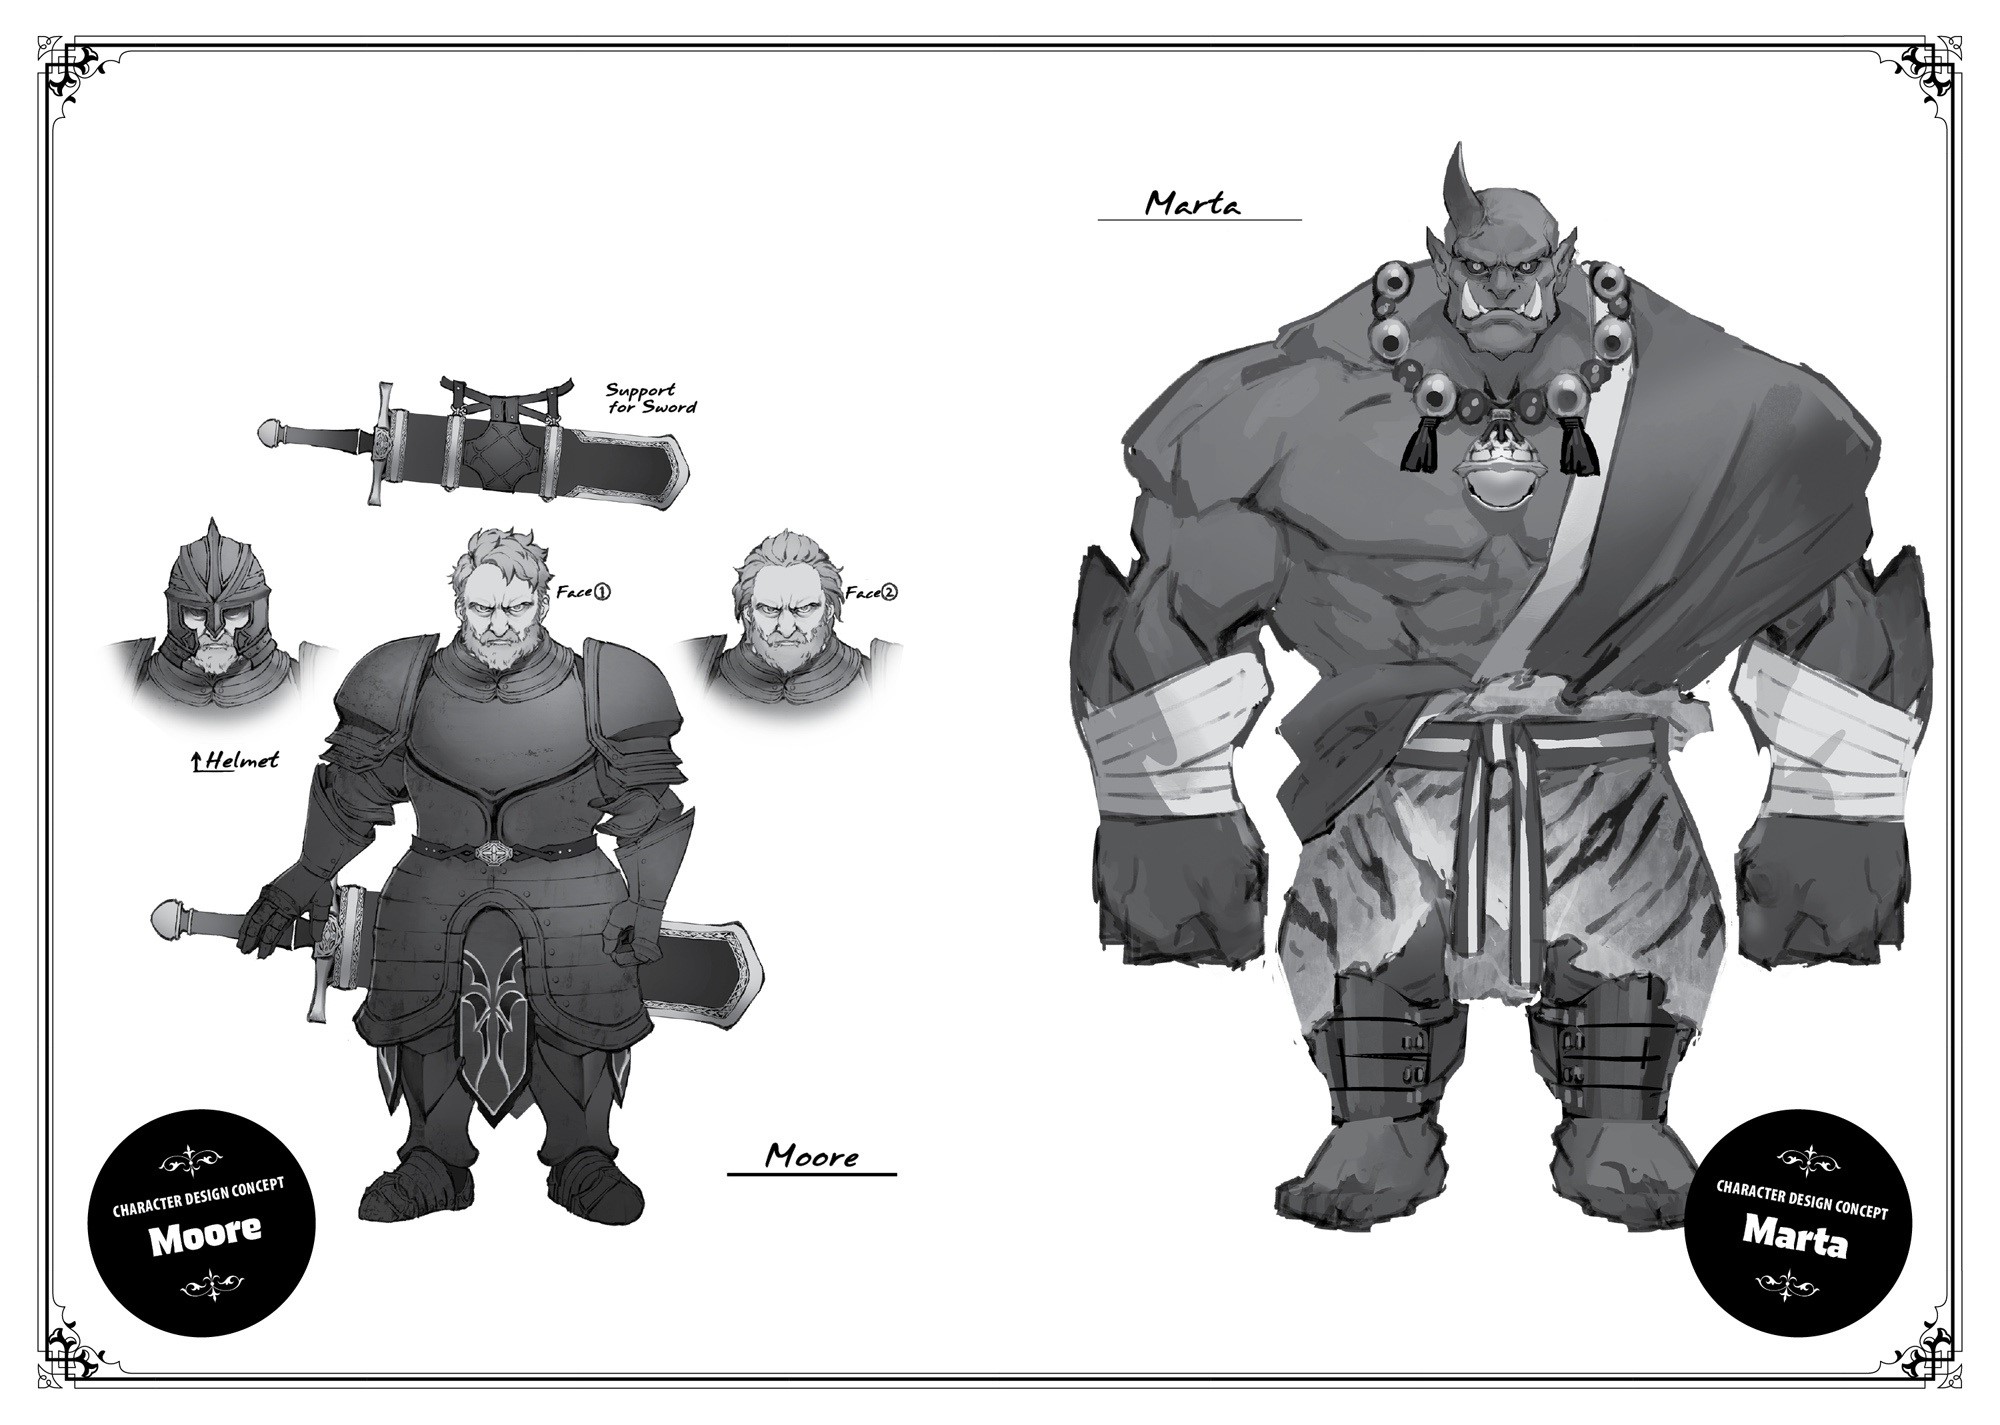 Support
for Sword
Face①
Face②
↑Helmet
Moore
CHARACTER DESIGN CONCEPT
Moore
Marta
CHARACTER DESIGN CONCEPT
Marta